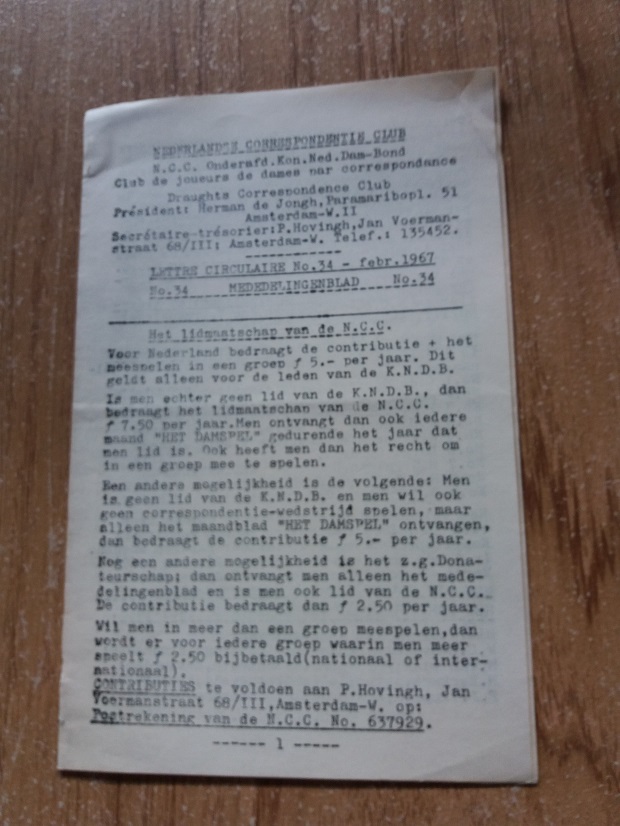 NEDERLANDSE CORRESPONDENTIE CLUB
N.C.C. Onderafd.Kon.Ned.Dam-Bond
Club de joueurs de dames par correspondance
Draughts Correspondence Club
Président: Herman de Jongh, Paramaribopl. 51
Amsterdam-W.II
Secrétaire-trésorier:P.Hovingh,Jan Voerman-
straat 68/III; Amsterdam-W. Telef.: 135452.
------------
LETTRE CIRCULAIRE No.34 - febr.1967
No.34 MEDEDELINGENBLAD No.34
Het lidmaatschap van de N.C.C.
Voor Nederland bedraagt de contributie + het
meespelen in een groep ƒ 5.- per jaar. Dit
geldt alleen voor de leden van de K.N.D.B.
Is men echter geen lid van de K.N.D.B., dan
bedraagt het lidmaatschap van de N.C.C.
ƒ 7.50 per jaar.Men ontvangt dan ook iedere
maand "HET DAMSPEL" gedurende het jaar dat
men lid is. Ook heeft men dan het recht om
in een groep mee te spelen.
Een andere mogelijkheid is de volgende: Men
is geen lid van de K.N.D.B. en men wil ook
geen correspondentie-wedstrijd spelen, maar
alleen het maandblad "HET DAMSPEL" ontvangen,
dan bedraagt de contributie ƒ 5.- per jaar.
Nog een andere mogelijkheid is het z.g.Dona-
teurschap; dan ontvangt men alleen het mede-
delingenblad en is men ook lid van de N.C.C.
De contributie bedraagt dan ƒ 2.50 per jaar.
Wil men in meer dan een groep meespelen,dan
wordt er voor iedere groep waarin men meer
speelt ƒ 2.50 bijbetaald(nationaal of inter-
nationaal).
CONTRIBUTIES te voldoen aan P.Hovingh, Jan
Voermanstraat 68/III,Amsterdam-W. op:
Postrekening van de N.C.C. No. 637929.
------ 1 -----